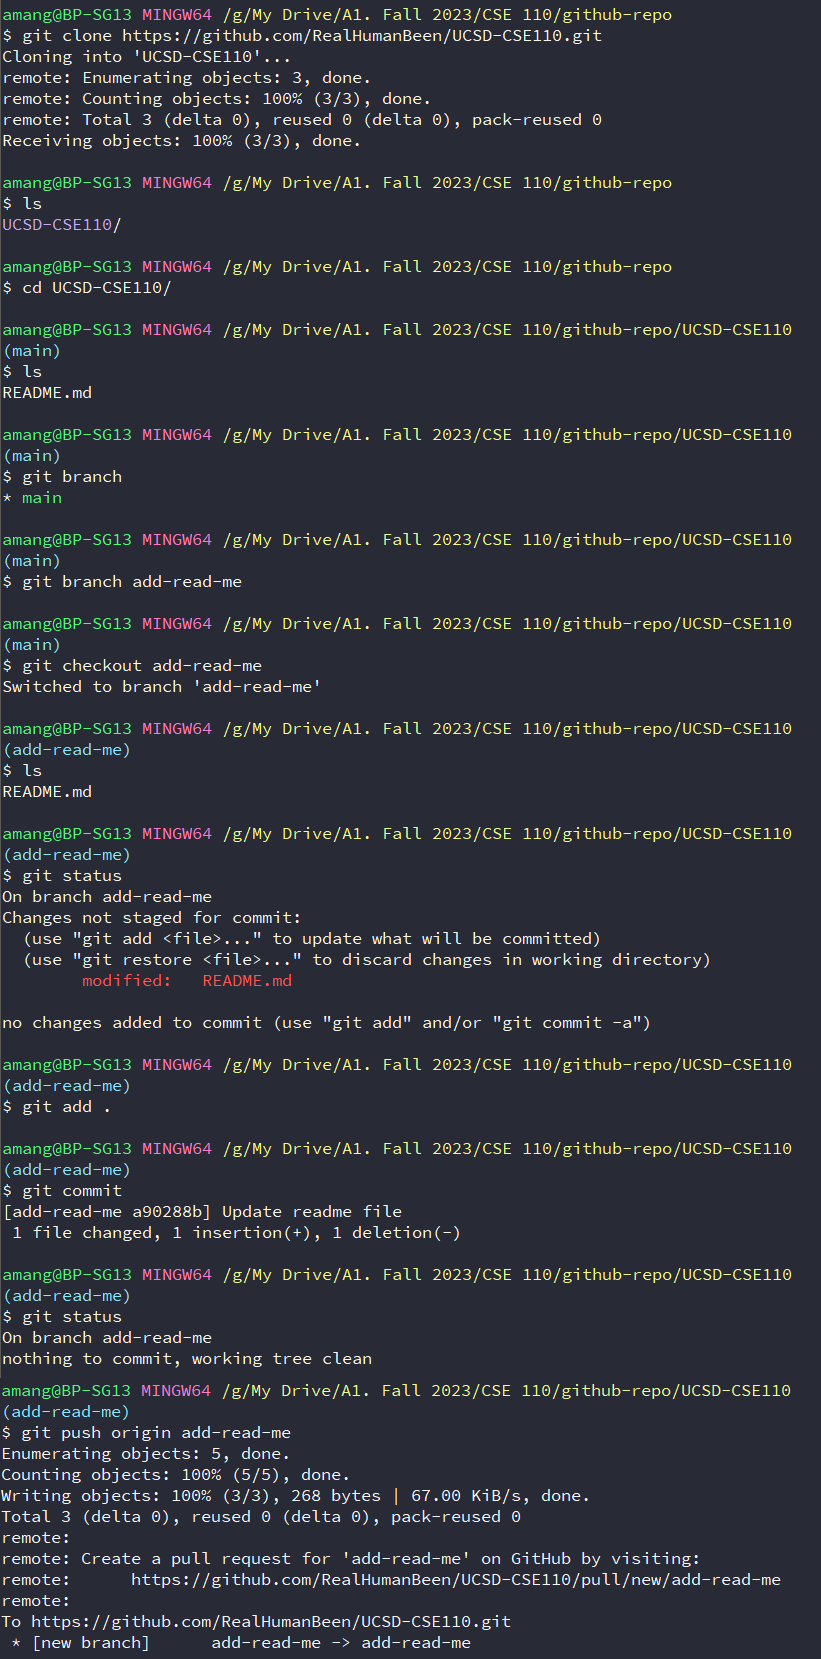 amang@BP-SG13 MINGW64 /g/My Drive/A1. Fall 2023/CSE 110/github-repo
$ git clone https://github.com/RealHumanBeen/UCSD-CSE110.git
Cloning into 'UCSD-CSE110'...
remote: Enumerating objects: 3, done.
remote: Counting objects: 100% (3/3), done.
remote: Total 3 (delta 0), reused 0 (delta 0), pack-reused 0
Receiving objects: 100% (3/3), done.
amang@BP-SG13 MINGW64 /g/My Drive/A1. Fall 2023/CSE 110/github-repo
$ ls
UCSD-CSE110/
amang@BP-SG13 MINGW64 /g/My Drive/A1. Fall 2023/CSE 110/github-repo
$ cd UCSD-CSE110/
amang@BP-SG13 MINGW64 /g/My Drive/A1. Fall 2023/CSE 110/github-repo/UCSD-CSE110
(main)
$ ls
README.md
amang@BP-SG13 MINGW64 /g/My Drive/A1. Fall 2023/CSE 110/github-repo/UCSD-CSE110
(main)
$ git branch
* main
amang@BP-SG13 MINGW64 /g/My Drive/A1. Fall 2023/CSE 110/github-repo/UCSD-CSE110
(main)
$ git branch add-read-me
amang@BP-SG13 MINGW64 /g/My Drive/A1. Fall 2023/CSE 110/github-repo/UCSD-CSE110
(main)
$ git checkout add-read-me
Switched to branch 'add-read-me'
amang@BP-SG13 MINGW64 /g/My Drive/A1. Fall 2023/CSE 110/github-repo/UCSD-CSE110
(add-read-me)
$ ls
README.md
amang@BP-SG13 MINGW64 /g/My Drive/A1. Fall 2023/CSE 110/github-repo/UCSD-CSE110
(add-read-me)
$ git status
On branch add-read-me
Changes not staged for commit:
  (use "git add <file>..." to update what will be committed)
  (use "git restore <file>..." to discard changes in working directory)
        modified:   README.md
no changes added to commit (use "git add" and/or "git commit -a")
amang@BP-SG13 MINGW64 /g/My Drive/A1. Fall 2023/CSE 110/github-repo/UCSD-CSE110
(add-read-me)
$ git add .
amang@BP-SG13 MINGW64 /g/My Drive/A1. Fall 2023/CSE 110/github-repo/UCSD-CSE110
(add-read-me)
$ git commit
[add-read-me a90288b] Update readme file
 1 file changed, 1 insertion(+), 1 deletion(-)
amang@BP-SG13 MINGW64 /g/My Drive/A1. Fall 2023/CSE 110/github-repo/UCSD-CSE110
(add-read-me)
$ git status
On branch add-read-me
nothing to commit, working tree clean
amang@BP-SG13 MINGW64 /g/My Drive/A1. Fall 2023/CSE 110/github-repo/UCSD-CSE110
(add-read-me)
$ git push origin add-read-me
Enumerating objects: 5, done.
Counting objects: 100% (5/5), done.
Writing objects: 100% (3/3), 268 bytes | 67.00 KiB/s, done.
Total 3 (delta 0), reused 0 (delta 0), pack-reused 0
remote:
remote: Create a pull request for 'add-read-me' on GitHub by visiting:
remote:      https://github.com/RealHumanBeen/UCSD-CSE110/pull/new/add-read-me
remote:
To https://github.com/RealHumanBeen/UCSD-CSE110.git
 * [new branch]      add-read-me -> add-read-me